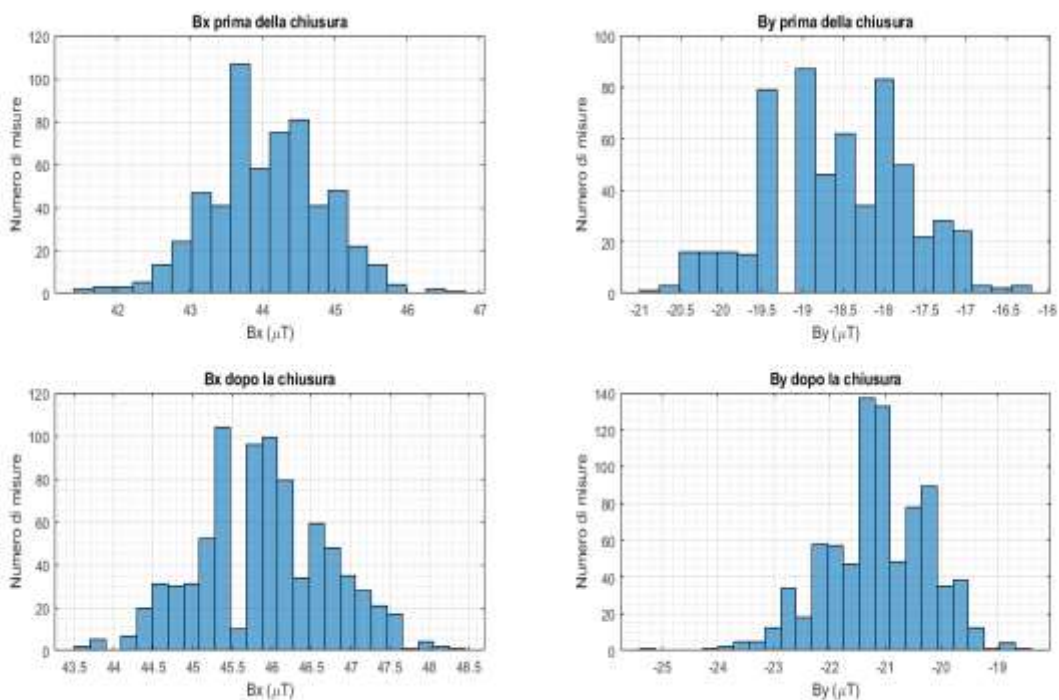 Bx prima della chiusura
120
100
80
60
40
20
0
Numero di misure
42 43 44 45 46 47
Bx (μT)
By prima della chiusura
100
80
60
40
20
0
Numero di misure
-21 -20.5 -20 -19.5 -19 -18.5 -18 -17.5 -17 -16.5 -16
By (μT)
Bx dopo la chiusura
120
100
80
60
40
20
0
Numero di misure
43.5 44 44.5 45 45.5 46 46.5 47 47.5 48 48.5
Bx (μT)
By dopo la chiusura
140
120
100
80
60
40
20
0
Numero di misure
-25 -24 -23 -22 -21 -20 -19
By (μT)